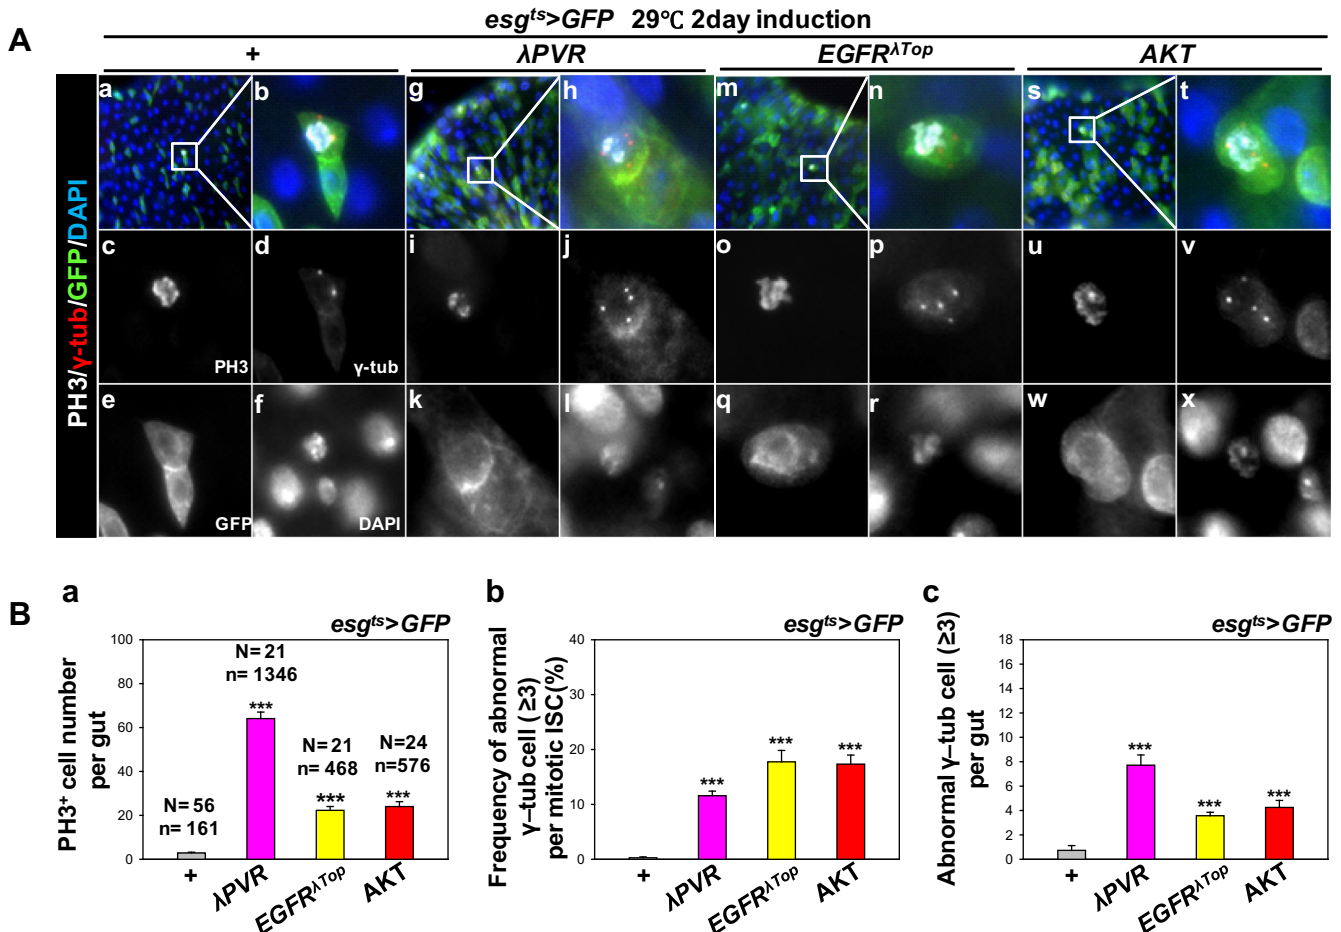 esgᵗˢ>GFP 29℃ 2day induction
A
+ λPVR EGFRλTop AKT
PH3/γ-tub/GFP/DAPI
a b g h m n s t
c d i j o p u v
PH3 γ-tub
e f k l q r w x
GFP DAPI
B
a
esgᵗˢ>GFP
PH3⁺ cell number
per gut
100
80
60
40
20
0
N= 56
n= 161
N= 21
n= 1346
***
N= 21
n= 468
***
N=24
n=576
***
+ λPVR EGFRλTop AKT
b
esgᵗˢ>GFP
Frequency of abnormal
γ–tub cell (≥3)
per mitotic ISC(%)
40
30
20
10
0
***
***
***
+ λPVR EGFRλTop AKT
c
esgᵗˢ>GFP
Abnormal γ–tub cell (≥3)
per gut
18
16
14
12
10
8
6
4
2
0
***
***
***
+ λPVR EGFRλTop AKT